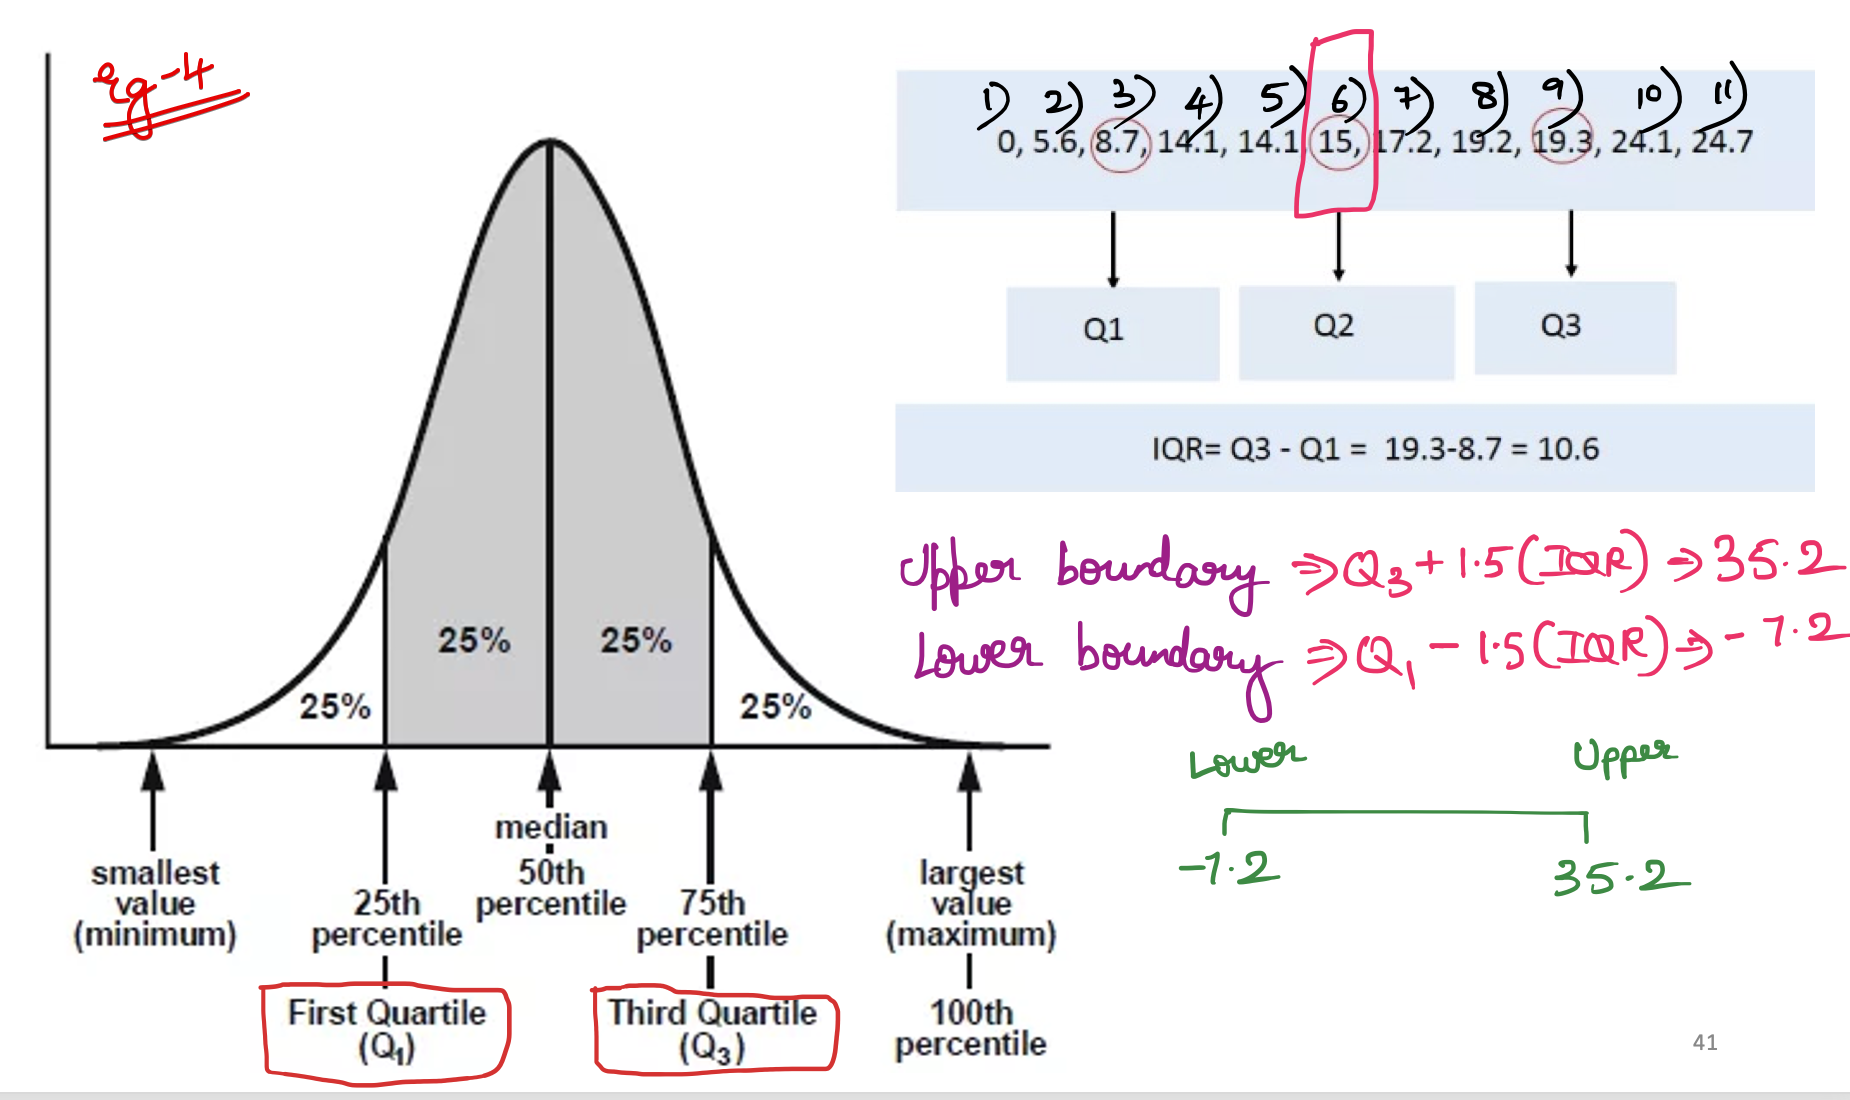 eg-4
1) 2) 3) 4) 5) 6) 7) 8) 9) 10) 11)
0, 5.6, 8.7, 14.1, 14.1, 15, 17.2, 19.2, 19.3, 24.1, 24.7
Q1 Q2 Q3
IQR= Q3 - Q1 = 19.3-8.7 = 10.6
Upper boundary ⇒ Q3 + 1.5 (IQR) ⇒ 35.2
Lower boundary ⇒ Q1 - 1.5 (IQR) ⇒ - 7.2
Lower Upper
-7.2 35.2
25% 25%
25% 25%
smallest
value
(minimum)
25th
percentile
First Quartile
(Q1)
median
50th
percentile
75th
percentile
Third Quartile
(Q3)
largest
value
(maximum)
100th
percentile
41